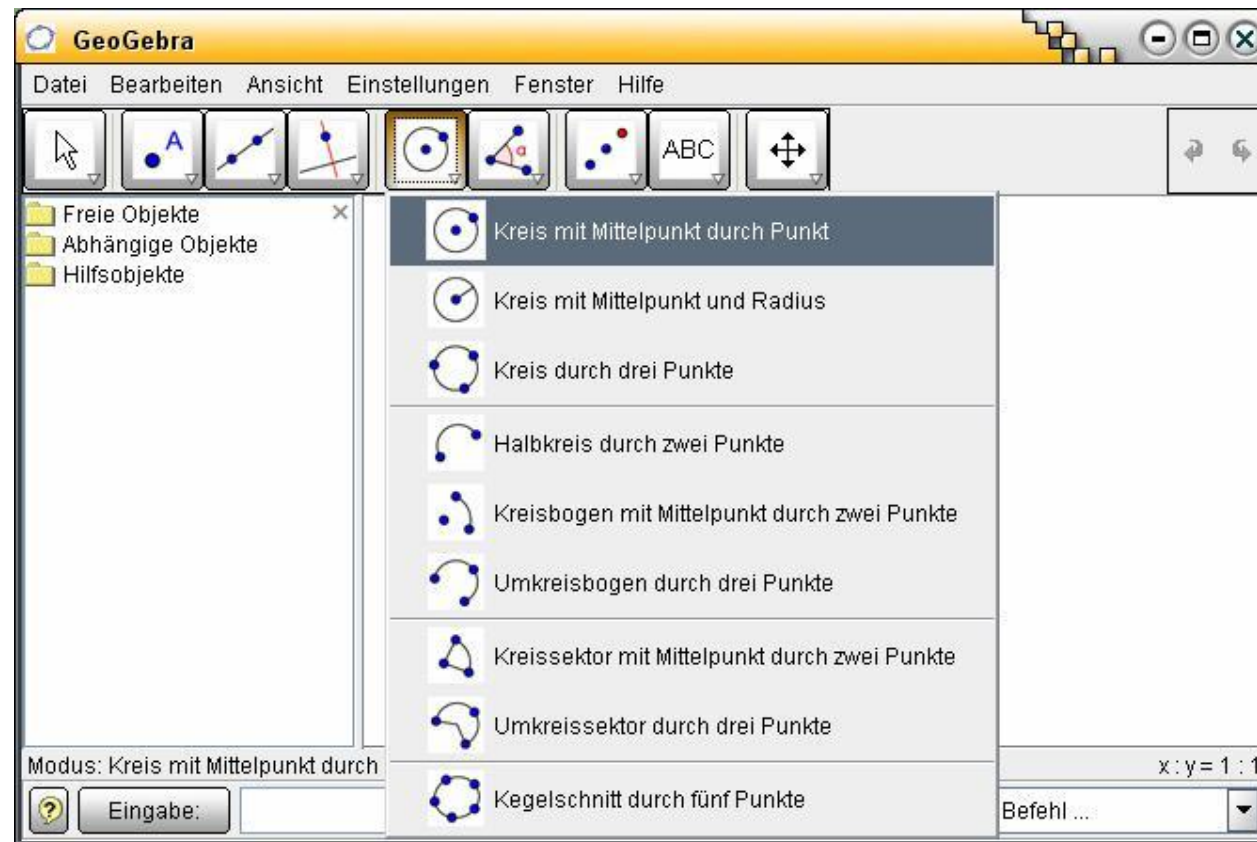 GeoGebra
Datei Bearbeiten Ansicht Einstellungen Fenster Hilfe
A α ABC
Freie Objekte
Abhängige Objekte
Hilfsobjekte
Kreis mit Mittelpunkt durch Punkt
Kreis mit Mittelpunkt und Radius
Kreis durch drei Punkte
Halbkreis durch zwei Punkte
Kreisbogen mit Mittelpunkt durch zwei Punkte
Umkreisbogen durch drei Punkte
Kreissektor mit Mittelpunkt durch zwei Punkte
Umkreissektor durch drei Punkte
Kegelschnitt durch fünf Punkte
Modus: Kreis mit Mittelpunkt durch
x : y = 1 : 1
? Eingabe:
Befehl ...